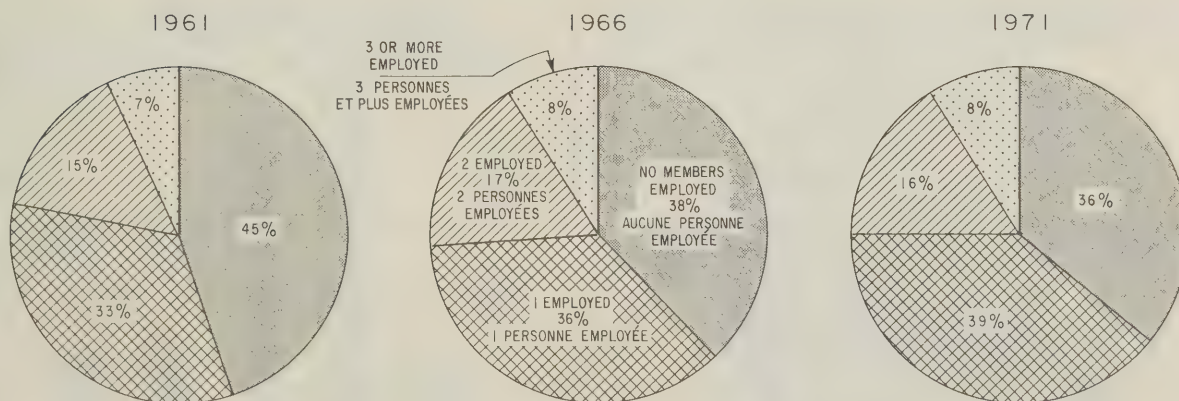 1961
7%
15%
45%
33%
1966
3 OR MORE
EMPLOYED
3 PERSONNES
ET PLUS EMPLOYÉES
8%
2 EMPLOYED
17%
2 PERSONNES
EMPLOYÉES
NO MEMBERS
EMPLOYED
38%
AUCUNE PERSONNE
EMPLOYÉE
1 EMPLOYED
36%
1 PERSONNE EMPLOYÉE
1971
8%
16%
36%
39%